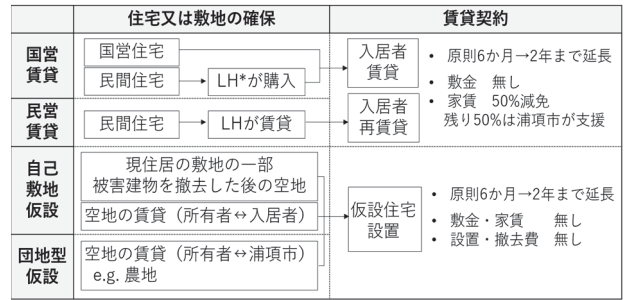 住宅又は敷地の確保
賃貸契約
国営
賃貸
国営住宅
民間住宅
LH*が購入
入居者
賃貸
• 原則6か月→2年まで延長
• 敷金 無し
• 家賃 50%減免
残り50%は浦項市が支援
民営
賃貸
民間住宅
LHが賃貸
入居者
再賃貸
自己
敷地
仮設
現住居の敷地の一部
被害建物を撤去した後の空地
空地の賃貸（所有者↔入居者）
仮設住宅
設置
• 原則6か月→2年まで延長
• 敷金・家賃 無し
• 設置・撤去費 無し
団地型
仮設
空地の賃貸（所有者↔浦項市）
e.g. 農地